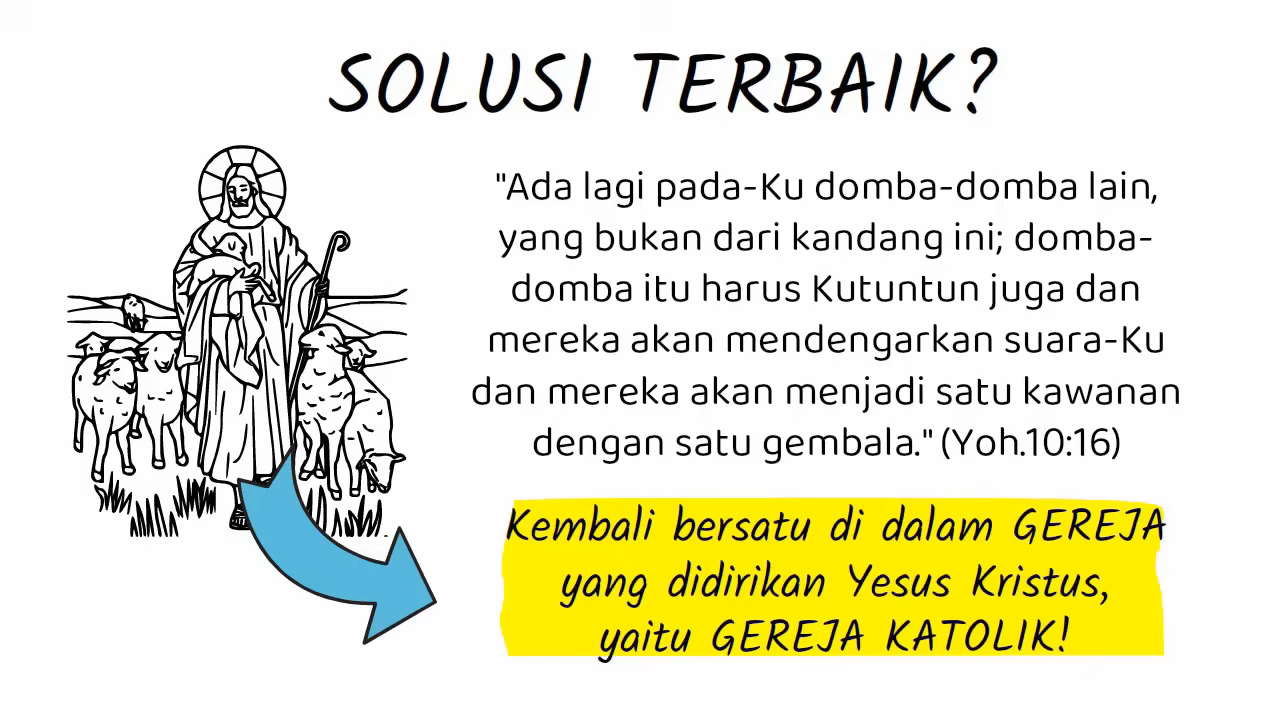 SOLUSI TERBAIK?
"Ada lagi pada-Ku domba-domba lain,
yang bukan dari kandang ini; domba-
domba itu harus Kutuntun juga dan
mereka akan mendengarkan suara-Ku
dan mereka akan menjadi satu kawanan
dengan satu gembala." (Yoh.10:16)
Kembali bersatu di dalam GEREJA
yang didirikan Yesus Kristus,
yaitu GEREJA KATOLIK!